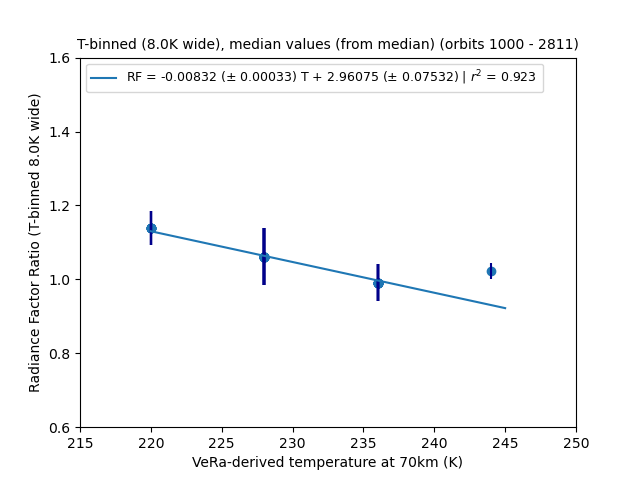 T-binned (8.0K wide), median values (from median) (orbits 1000 - 2811)
RF = -0.00832 (± 0.00033) T + 2.96075 (± 0.07532) | r² = 0.923
Radiance Factor Ratio (T-binned 8.0K wide)
1.6
1.4
1.2
1.0
0.8
0.6
215 220 225 230 235 240 245 250
VeRa-derived temperature at 70km (K)